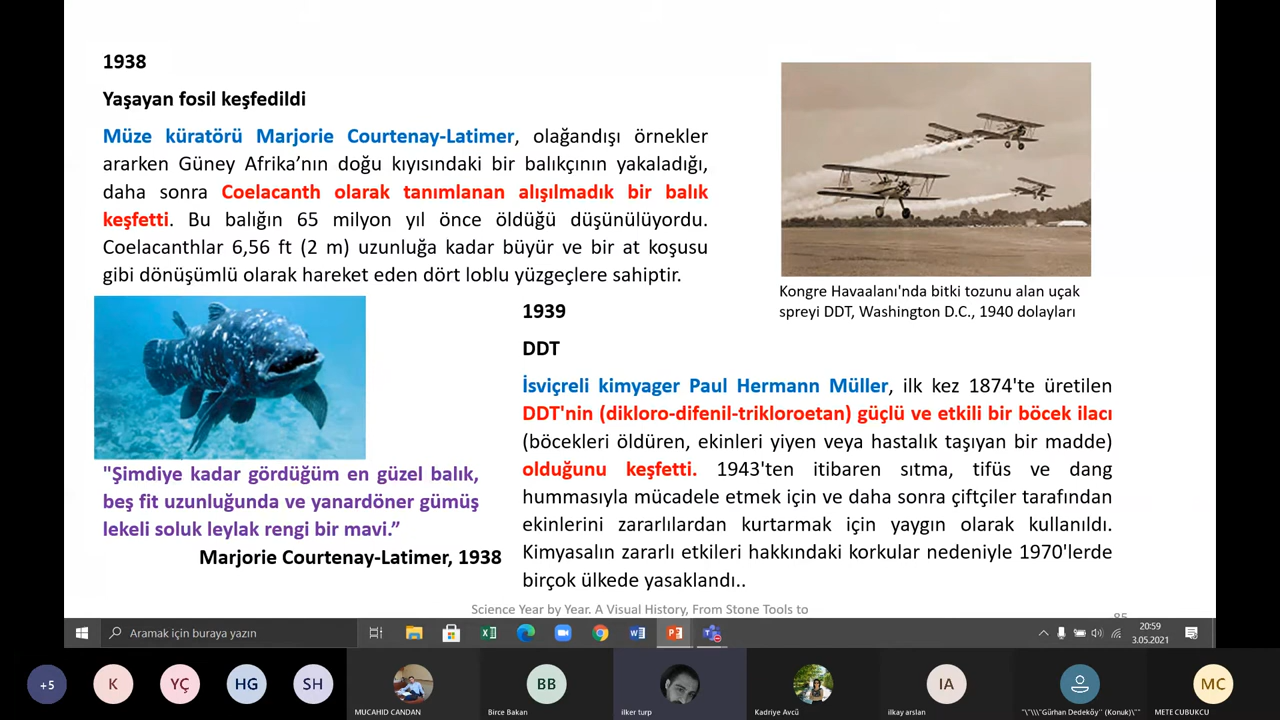 1938
Yaşayan fosil keşfedildi
Müze küratörü Marjorie Courtenay-Latimer, olağandışı örnekler
ararken Güney Afrika’nın doğu kıyısındaki bir balıkçının yakaladığı,
daha sonra Coelacanth olarak tanımlanan alışılmadık bir balık
keşfetti. Bu balığın 65 milyon yıl önce öldüğü düşünülüyordu.
Coelacanthlar 6,56 ft (2 m) uzunluğa kadar büyür ve bir at koşusu
gibi dönüşümlü olarak hareket eden dört loblu yüzgeçlere sahiptir.
Kongre Havaalanı'nda bitki tozunu alan uçak
spreyi DDT, Washington D.C., 1940 dolayları
"Şimdiye kadar gördüğüm en güzel balık,
beş fit uzunluğunda ve yanardöner gümüş
lekeli soluk leylak rengi bir mavi.”
Marjorie Courtenay-Latimer, 1938
1939
DDT
İsviçreli kimyager Paul Hermann Müller, ilk kez 1874'te üretilen
DDT'nin (dikloro-difenil-trikloroetan) güçlü ve etkili bir böcek ilacı
(böcekleri öldüren, ekinleri yiyen veya hastalık taşıyan bir madde)
olduğunu keşfetti. 1943'ten itibaren sıtma, tifüs ve dang
hummasıyla mücadele etmek için ve daha sonra çiftçiler tarafından
ekinlerini zararlılardan kurtarmak için yaygın olarak kullanıldı.
Kimyasalın zararlı etkileri hakkındaki korkular nedeniyle 1970'lerde
birçok ülkede yasaklandı..
Science Year by Year. A Visual History, From Stone Tools to
85
Aramak için buraya yazın
20:59
3.05.2021
+5
K
YÇ
HG
SH
MUCAHID CANDAN
BB
Birce Bakan
ilker turp
Kadriye Avcü
IA
ilkay arslan
"\"\\\"Gürhan Dedeköy" (Konuk)\""
MC
METE CUBUKCU